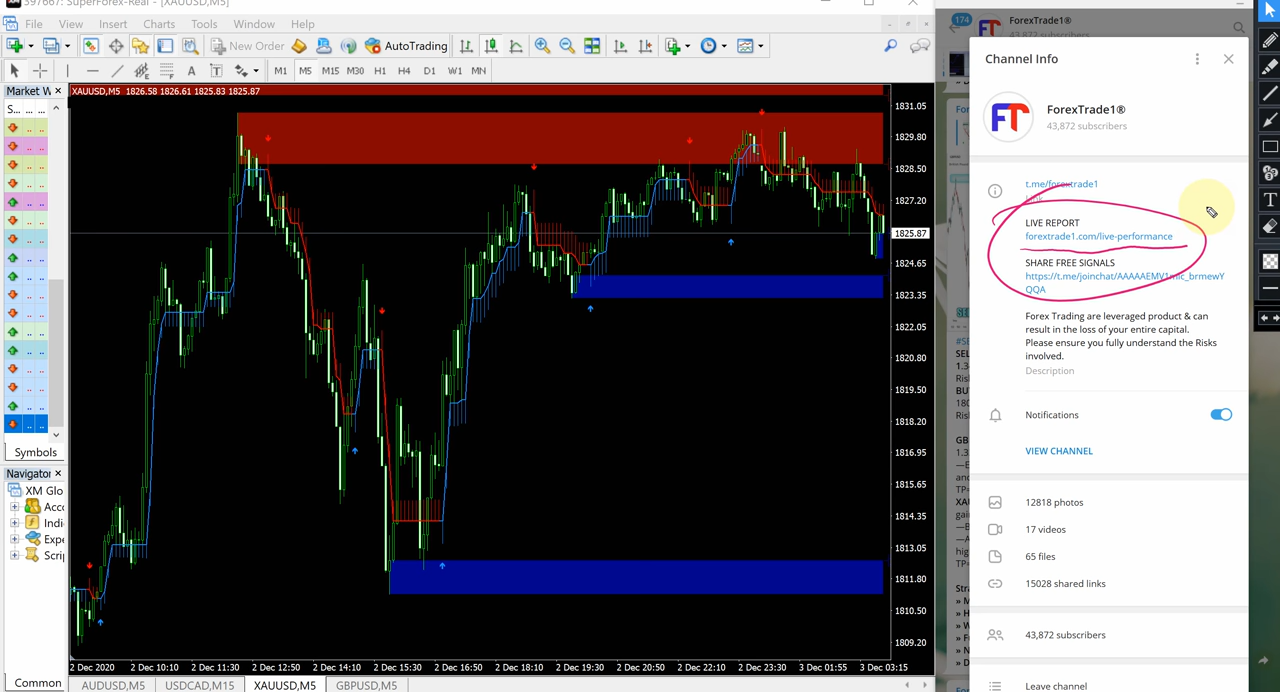 397667: SuperForex-Real - [XAUUSD,M5]
File View Insert Charts Tools Window Help
New Order AutoTrading
M1 M5 M15 M30 H1 H4 D1 W1 MN
Market W
S... ... ...
Symbols
Navigator
XM Glo
Acc
Indi
Expe
Scri
Common
XAUUSD,M5 1826.58 1826.61 1825.83 1825.87
1831.05
1829.80
1828.50
1827.20
1825.87
1824.65
1823.35
1822.05
1820.80
1819.50
1818.20
1816.95
1815.65
1814.35
1813.05
1811.80
1810.50
1809.20
2 Dec 2020 2 Dec 10:10 2 Dec 11:30 2 Dec 12:50 2 Dec 14:10 2 Dec 15:30 2 Dec 16:50 2 Dec 18:10 2 Dec 19:30 2 Dec 20:50 2 Dec 22:10 2 Dec 23:30 3 Dec 01:55 3 Dec 03:15
AUDUSD,M5 USDCAD,M15 XAUUSD,M5 GBPUSD,M5
174
ForexTrade1®
43,872 subscribers
Channel Info
ForexTrade1®
43,872 subscribers
t.me/forextrade1
Link
LIVE REPORT
forextrade1.com/live-performance
SHARE FREE SIGNALS
Forex Trading are leveraged product & can
result in the loss of your entire capital.
Please ensure you fully understand the Risks
involved.
Description
Notifications
VIEW CHANNEL
12818 photos
17 videos
65 files
15028 shared links
43,872 subscribers
Leave channel